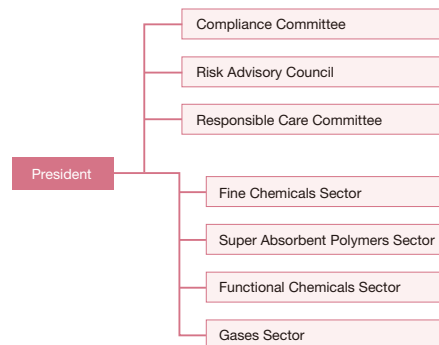 Compliance Committee
Risk Advisory Council
Responsible Care Committee
President
Fine Chemicals Sector
Super Absorbent Polymers Sector
Functional Chemicals Sector
Gases Sector